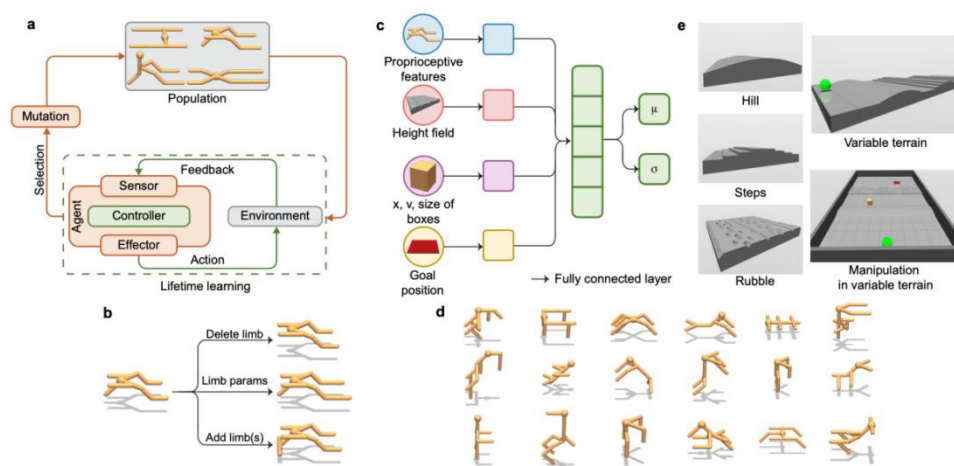 a
Population
Mutation
Selection
Feedback
Sensor
Agent
Controller
Environment
Effector
Action
Lifetime learning
b
Delete limb
Limb params
Add limb(s)
c
Proprioceptive
features
Height field
x, v, size of
boxes
Goal
position
μ
σ
Fully connected layer
d
e
Hill
Steps
Rubble
Variable terrain
Manipulation
in variable terrain